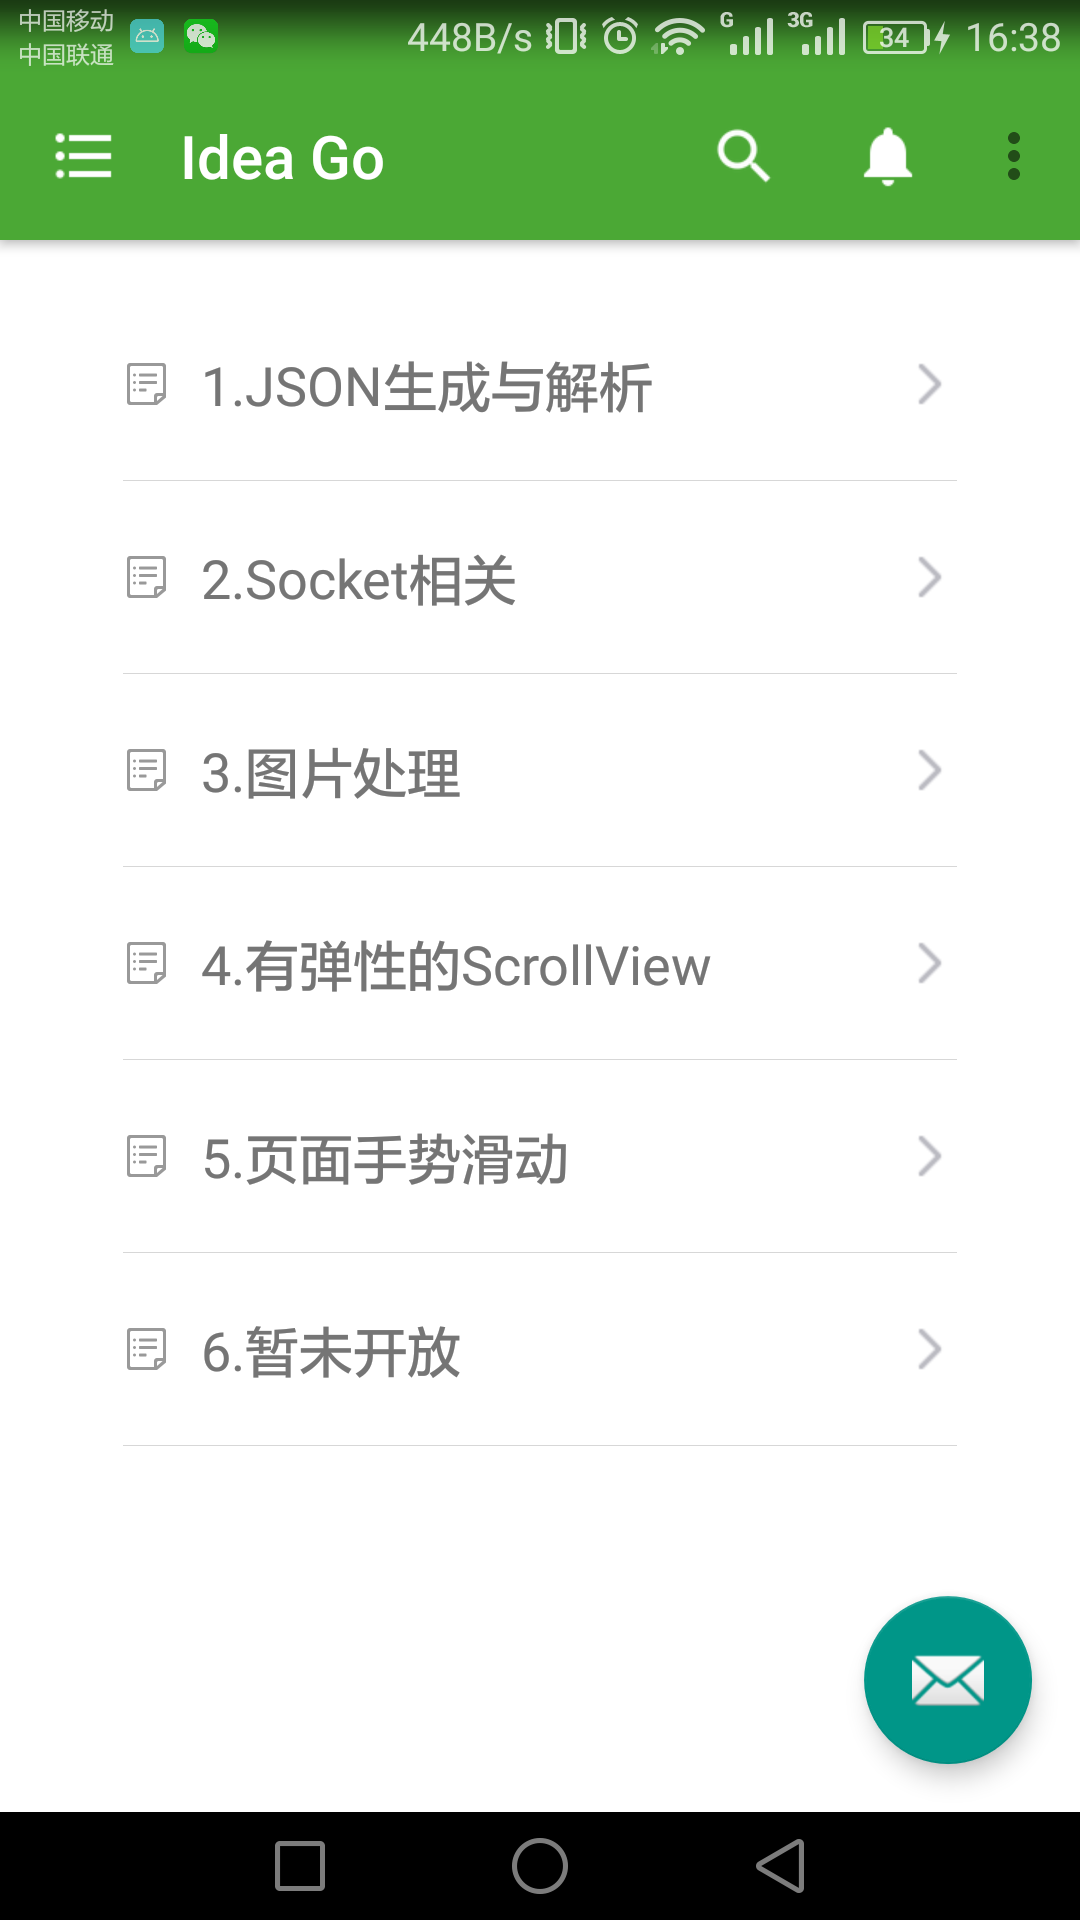 中国移动
中国联通
448B/s G 3G 34 16:38
Idea Go
1.JSON生成与解析
2.Socket相关
3.图片处理
4.有弹性的ScrollView
5.页面手势滑动
6.暂未开放